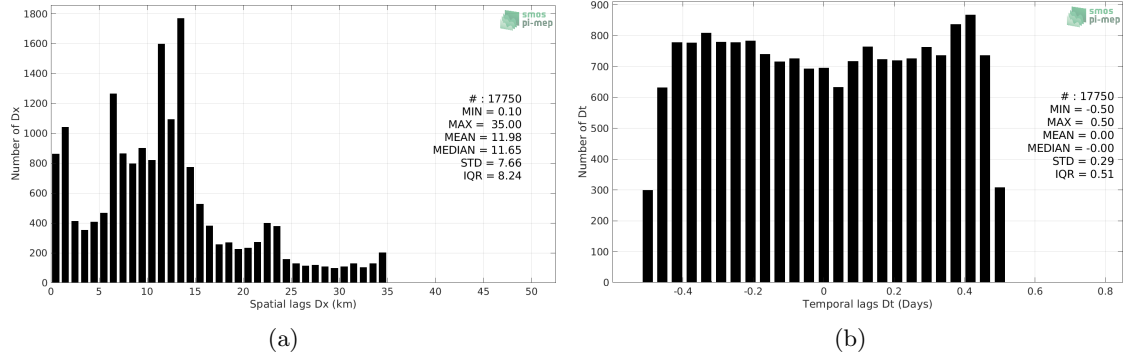 1800
1600
1400
1200
1000
800
600
400
200
0
Number of Dx
smos
pi-mep
# : 17750
MIN = 0.10
MAX = 35.00
MEAN = 11.98
MEDIAN = 11.65
STD = 7.66
IQR = 8.24
0 5 10 15 20 25 30 35 40 45 50
Spatial lags Dx (km)
(a)
900
800
700
600
500
400
300
200
100
0
Number of Dt
smos
pi-mep
# : 17750
MIN = -0.50
MAX = 0.50
MEAN = 0.00
MEDIAN = -0.00
STD = 0.29
IQR = 0.51
-0.4 -0.2 0 0.2 0.4 0.6 0.8
Temporal lags Dt (Days)
(b)